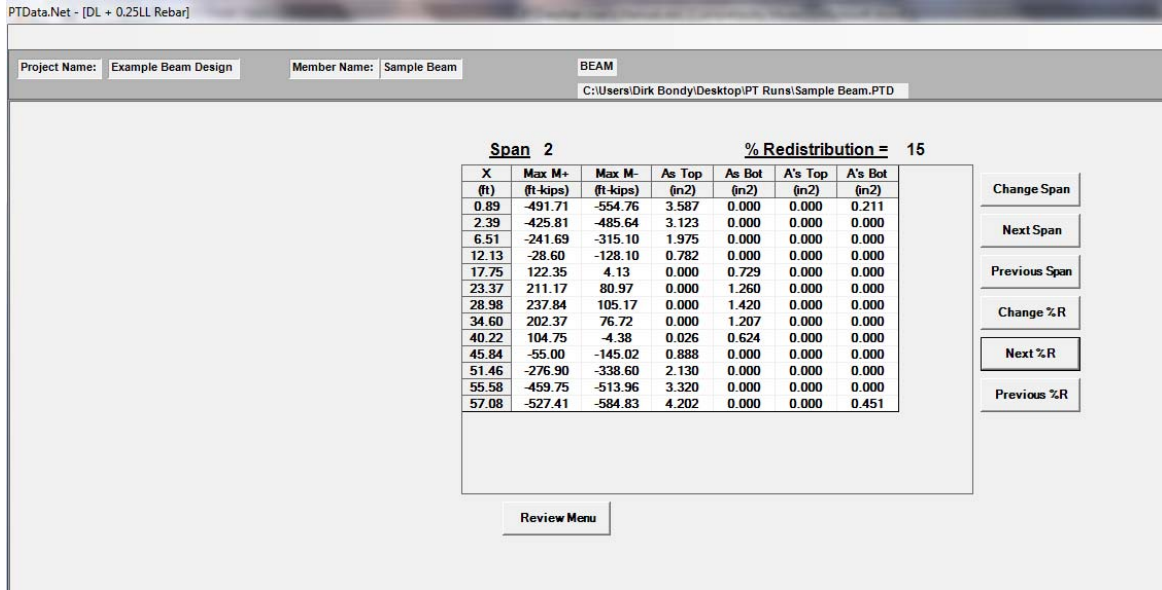 PTData.Net - [DL + 0.25LL Rebar]
Project Name: Example Beam Design Member Name: Sample Beam BEAM
C:\Users\Dirk Bondy\Desktop\PT Runs\Sample Beam.PTD
Span 2 % Redistribution = 15
X Max M+ Max M- As Top As Bot A's Top A's Bot
(ft) (ft-kips) (ft-kips) (in2) (in2) (in2) (in2)
0.89 -491.71 -554.76 3.587 0.000 0.000 0.211
2.39 -425.81 -485.64 3.123 0.000 0.000 0.000
6.51 -241.69 -315.10 1.975 0.000 0.000 0.000
12.13 -28.60 -128.10 0.782 0.000 0.000 0.000
17.75 122.35 4.13 0.000 0.729 0.000 0.000
23.37 211.17 80.97 0.000 1.260 0.000 0.000
28.98 237.84 105.17 0.000 1.420 0.000 0.000
34.60 202.37 76.72 0.000 1.207 0.000 0.000
40.22 104.75 -4.38 0.026 0.624 0.000 0.000
45.84 -55.00 -145.02 0.888 0.000 0.000 0.000
51.46 -276.90 -338.60 2.130 0.000 0.000 0.000
55.58 -459.75 -513.96 3.320 0.000 0.000 0.000
57.08 -527.41 -584.83 4.202 0.000 0.000 0.451
Change Span
Next Span
Previous Span
Change %R
Next %R
Previous %R
Review Menu